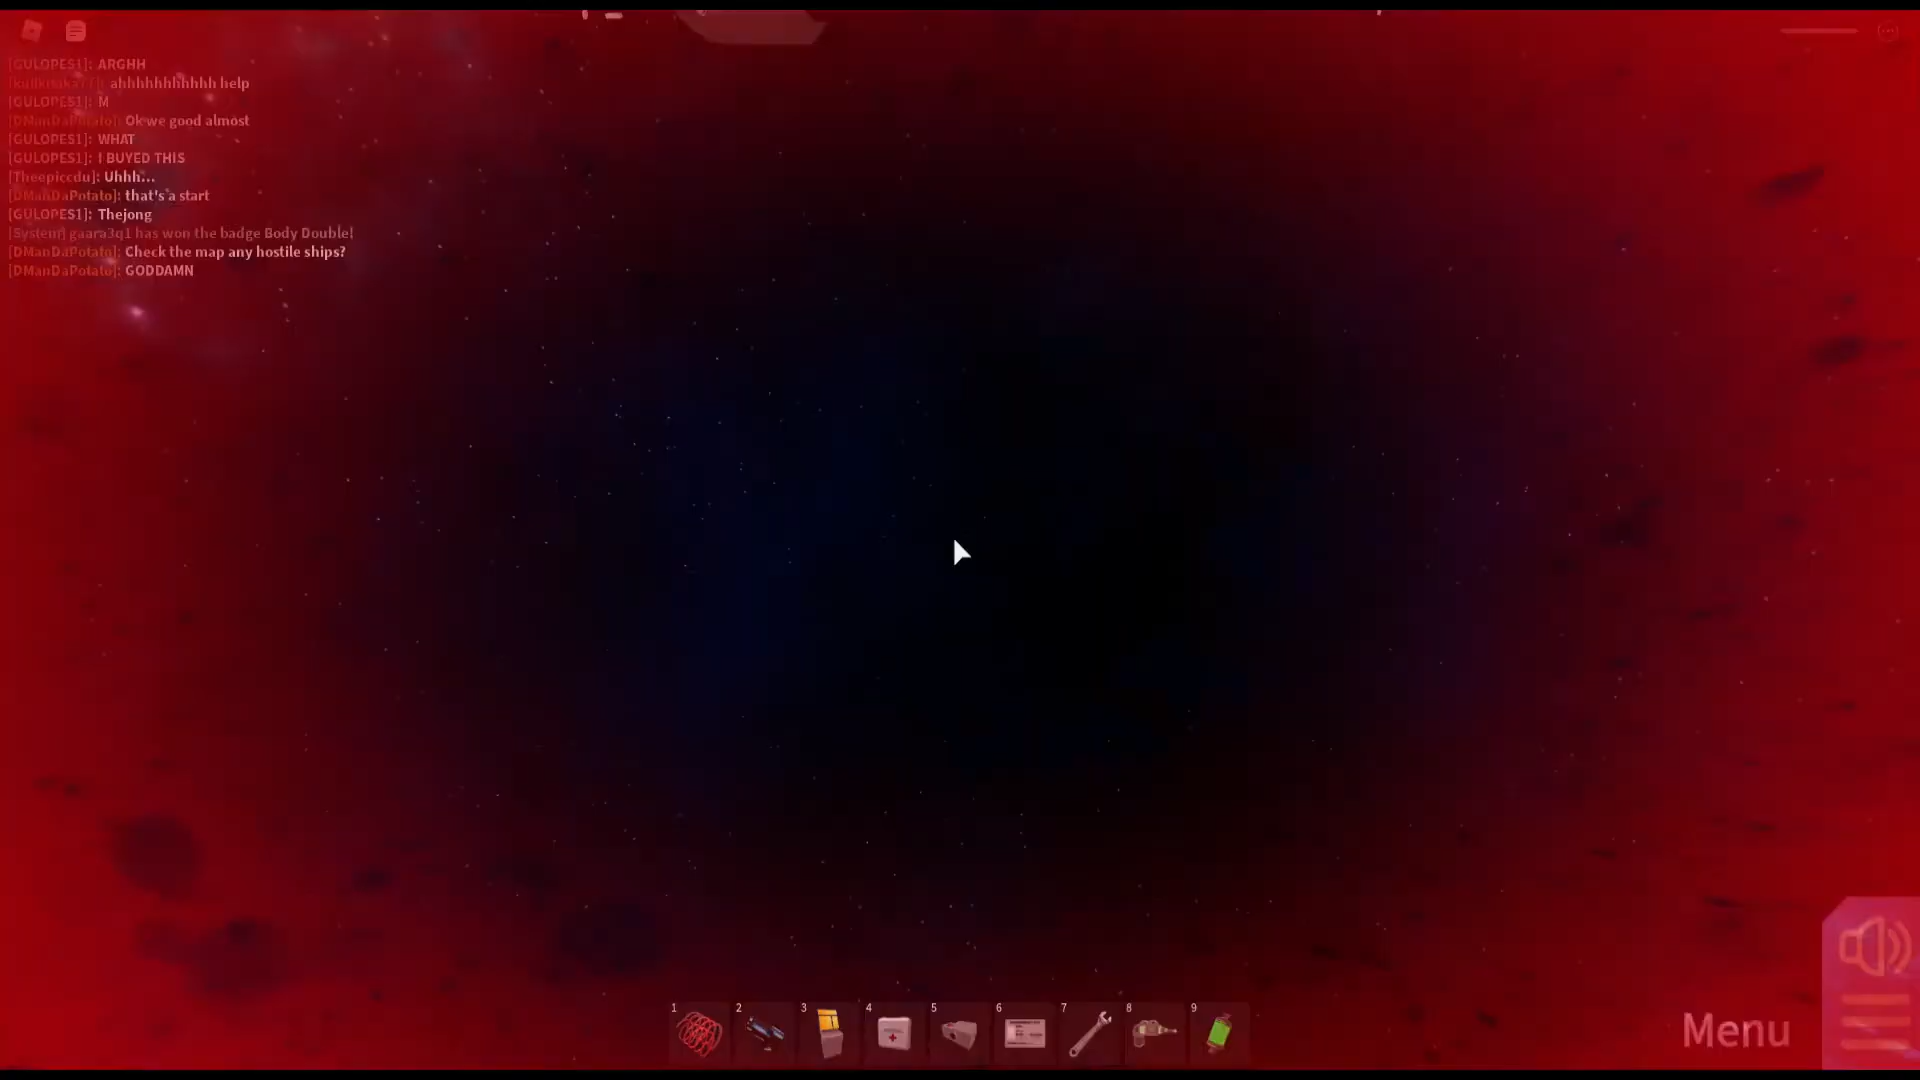 [GULOPES1]: ARGHH
ahhhhhhhhhhh help
[GULOPES1]: M
[DManDaPotato]: Ok we good almost
[GULOPES1]: WHAT
[GULOPES1]: I BUYED THIS
[Theepiccdu]: Uhhh...
[DManDaPotato]: that's a start
[GULOPES1]: Thejong
[System] gaara3q1 has won the badge Body Double!
[DManDaPotato]: Check the map any hostile ships?
[DManDaPotato]: GODDAMN
1 2 3 4 5 6 7 8 9
Menu